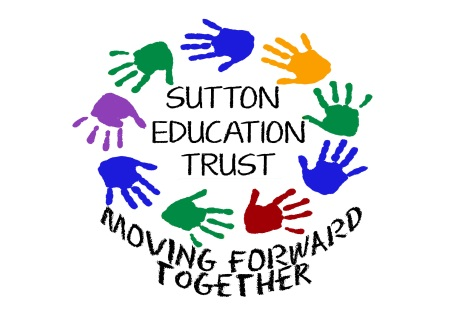 SUTTON
EDUCATION
TRUST
MOVING FORWARD
TOGETHER